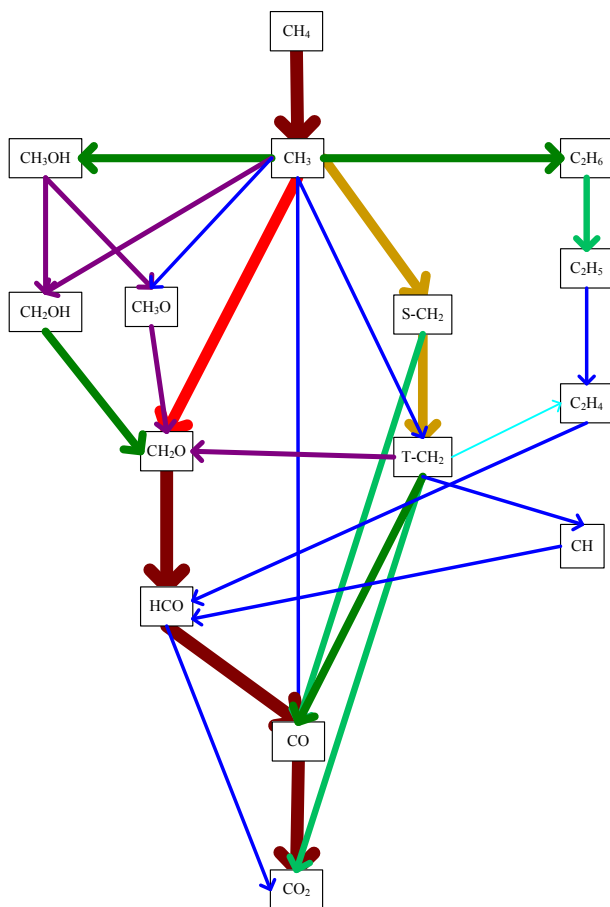 CH₄
CH₃OH
CH₃
C₂H₆
C₂H₅
CH₂OH
CH₃O
S-CH₂
C₂H₄
CH₂O
T-CH₂
CH
HCO
CO
CO₂